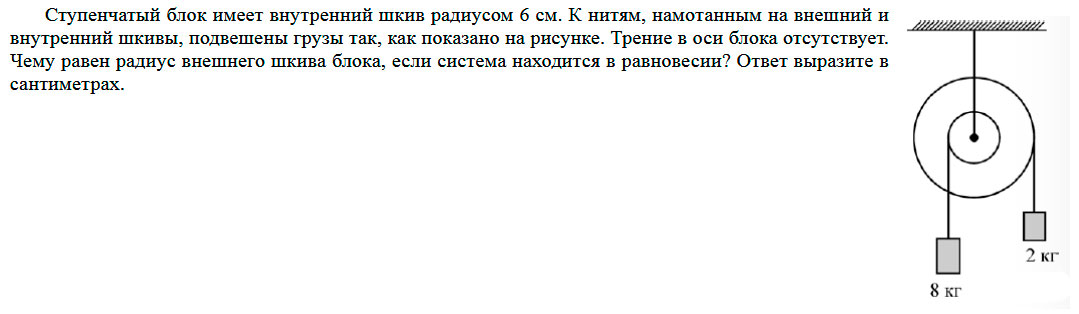 Ступенчатый блок имеет внутренний шкив радиусом 6 см. К нитям, намотанным на внешний и
внутренний шкивы, подвешены грузы так, как показано на рисунке. Трение в оси блока отсутствует.
Чему равен радиус внешнего шкива блока, если система находится в равновесии? Ответ выразите в
сантиметрах.
2 кг
8 кг